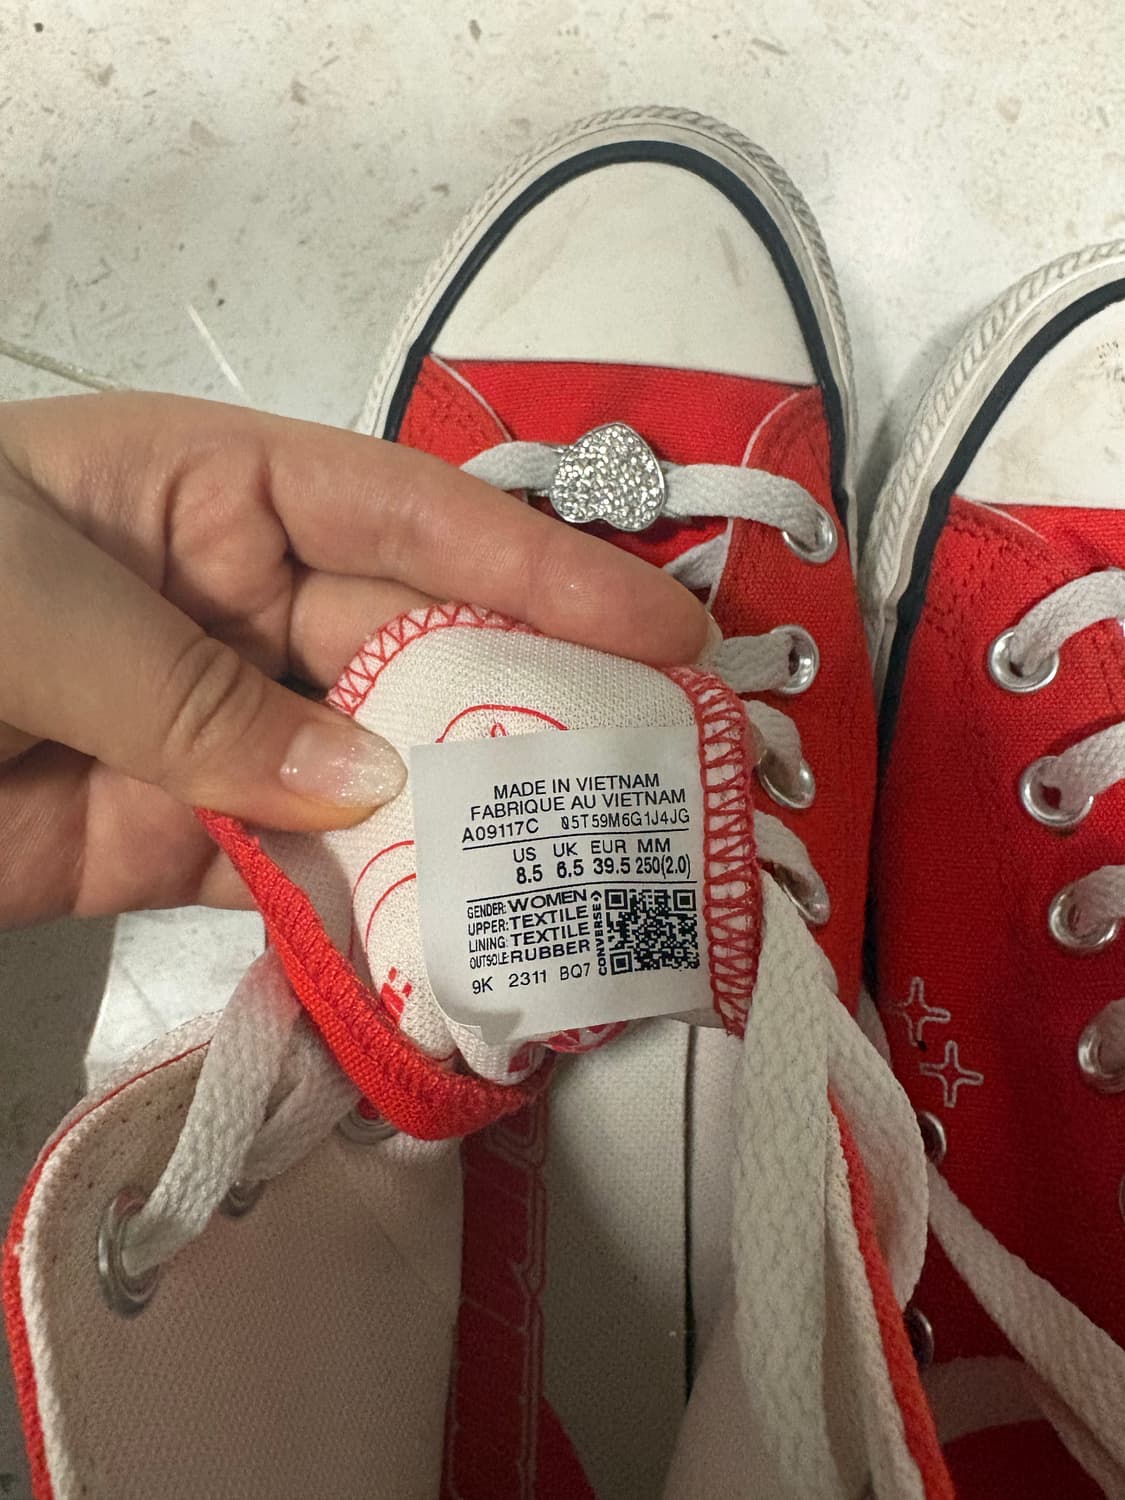 MADE IN VIETNAM
FABRIQUE AU VIETNAM
A09117C 05T59M6G1J4JG
US UK EUR MM
8.5 6.5 39.5 250(2.0)
GENDER: WOMEN
UPPER: TEXTILE
LINING: TEXTILE
OUTSOLE: RUBBER
CONVERSE
9K 2311 BQ7